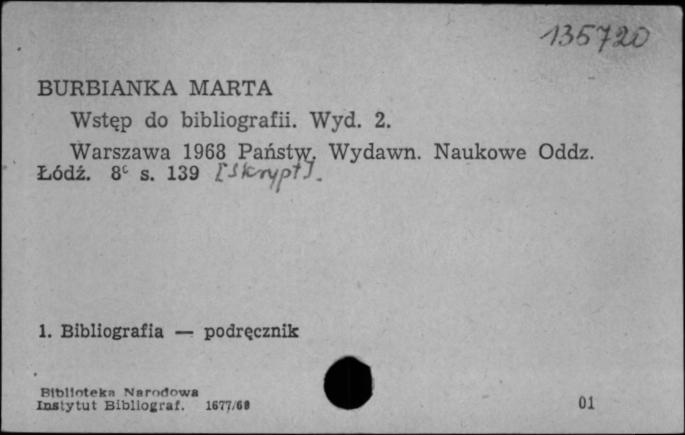 135720
BURBIANKA MARTA
Wstęp do bibliografii. Wyd. 2.
Warszawa 1968 Państw. Wydawn. Naukowe Oddz.
Łódź. 8° s. 139 [Skrypt].
1. Bibliografia — podręcznik
Biblioteka Narodowa
Instytut Bibliograf. 1677/68
01